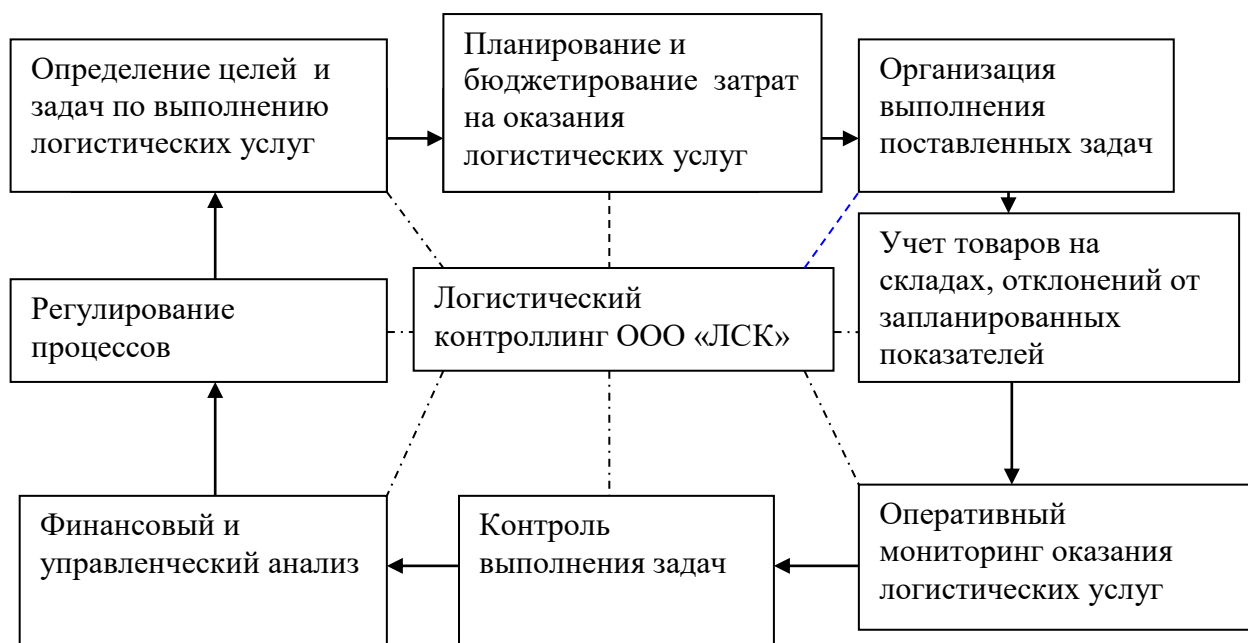 Определение целей и
задач по выполнению
логистических услуг
Планирование и
бюджетирование затрат
на оказания
логистических услуг
Организация
выполнения
поставленных задач
Учет товаров на
складах, отклонений от
запланированных
показателей
Логистический
контроллинг ООО «ЛСК»
Регулирование
процессов
Финансовый и
управленческий анализ
Контроль
выполнения задач
Оперативный
мониторинг оказания
логистических услуг